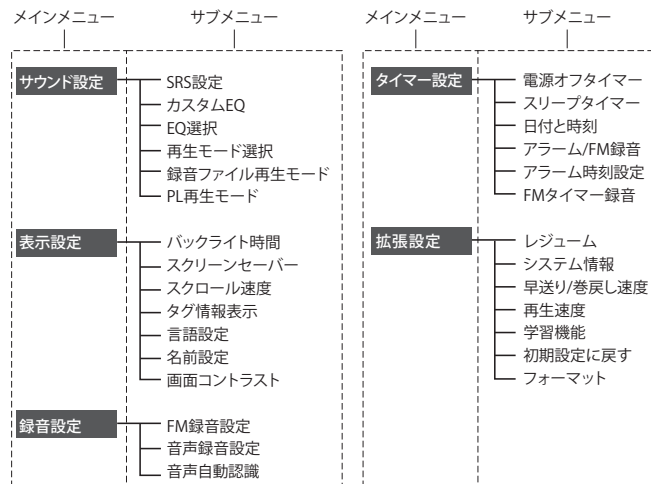 メインメニュー サブメニュー
サウンド設定
SRS設定
カスタムEQ
EQ選択
再生モード選択
録音ファイル再生モード
PL再生モード
表示設定
バックライト時間
スクリーンセーバー
スクロール速度
タグ情報表示
言語設定
名前設定
画面コントラスト
録音設定
FM録音設定
音声録音設定
音声自動認識
メインメニュー サブメニュー
タイマー設定
電源オフタイマー
スリープタイマー
日付と時刻
アラーム/FM録音
アラーム時刻設定
FMタイマー録音
拡張設定
レジューム
システム情報
早送り/巻戻し速度
再生速度
学習機能
初期設定に戻す
フォーマット